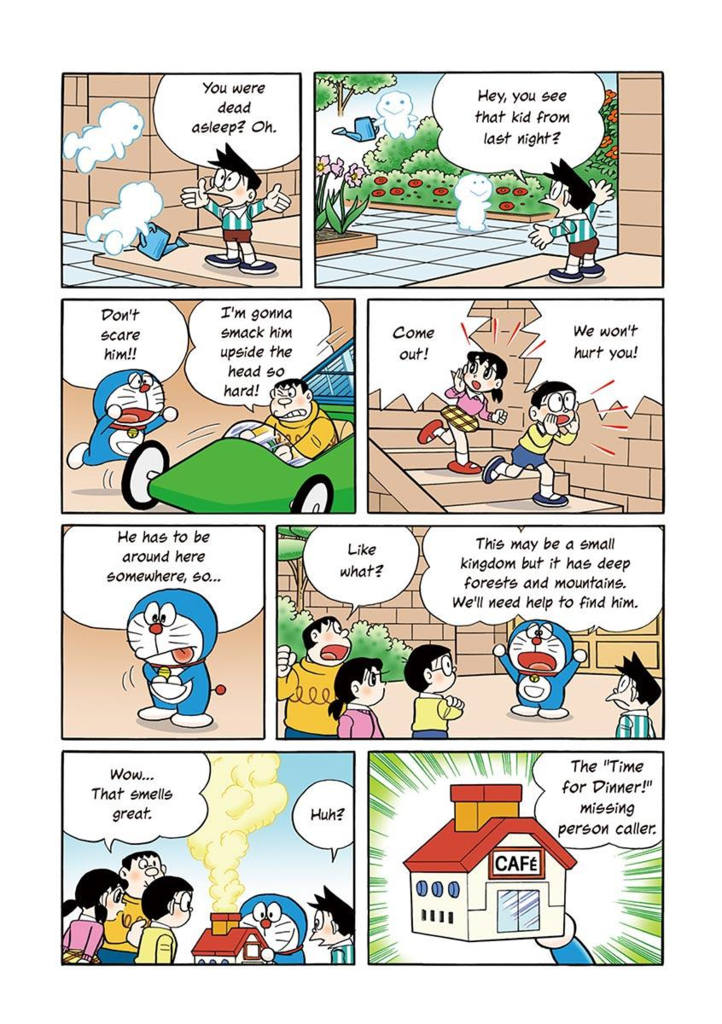 You were
dead
asleep? Oh.
Hey, you see
that kid from
last night?
Don't
scare
him!!
I'm gonna
smack him
upside the
head so
hard!
Come
out!
We won't
hurt you!
He has to be
around here
somewhere, so...
Like
what?
This may be a small
kingdom but it has deep
forests and mountains.
We'll need help to find him.
Wow...
That smells
great.
Huh?
The "Time
for Dinner!"
missing
person caller.
CAFé